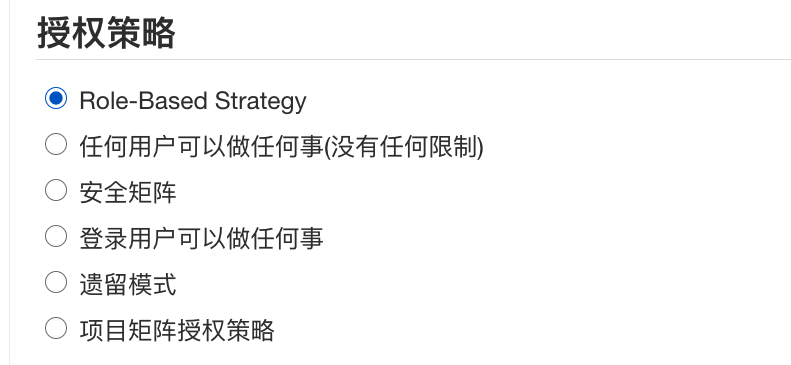 授权策略
Role-Based Strategy
任何用户可以做任何事(没有任何限制)
安全矩阵
登录用户可以做任何事
遗留模式
项目矩阵授权策略